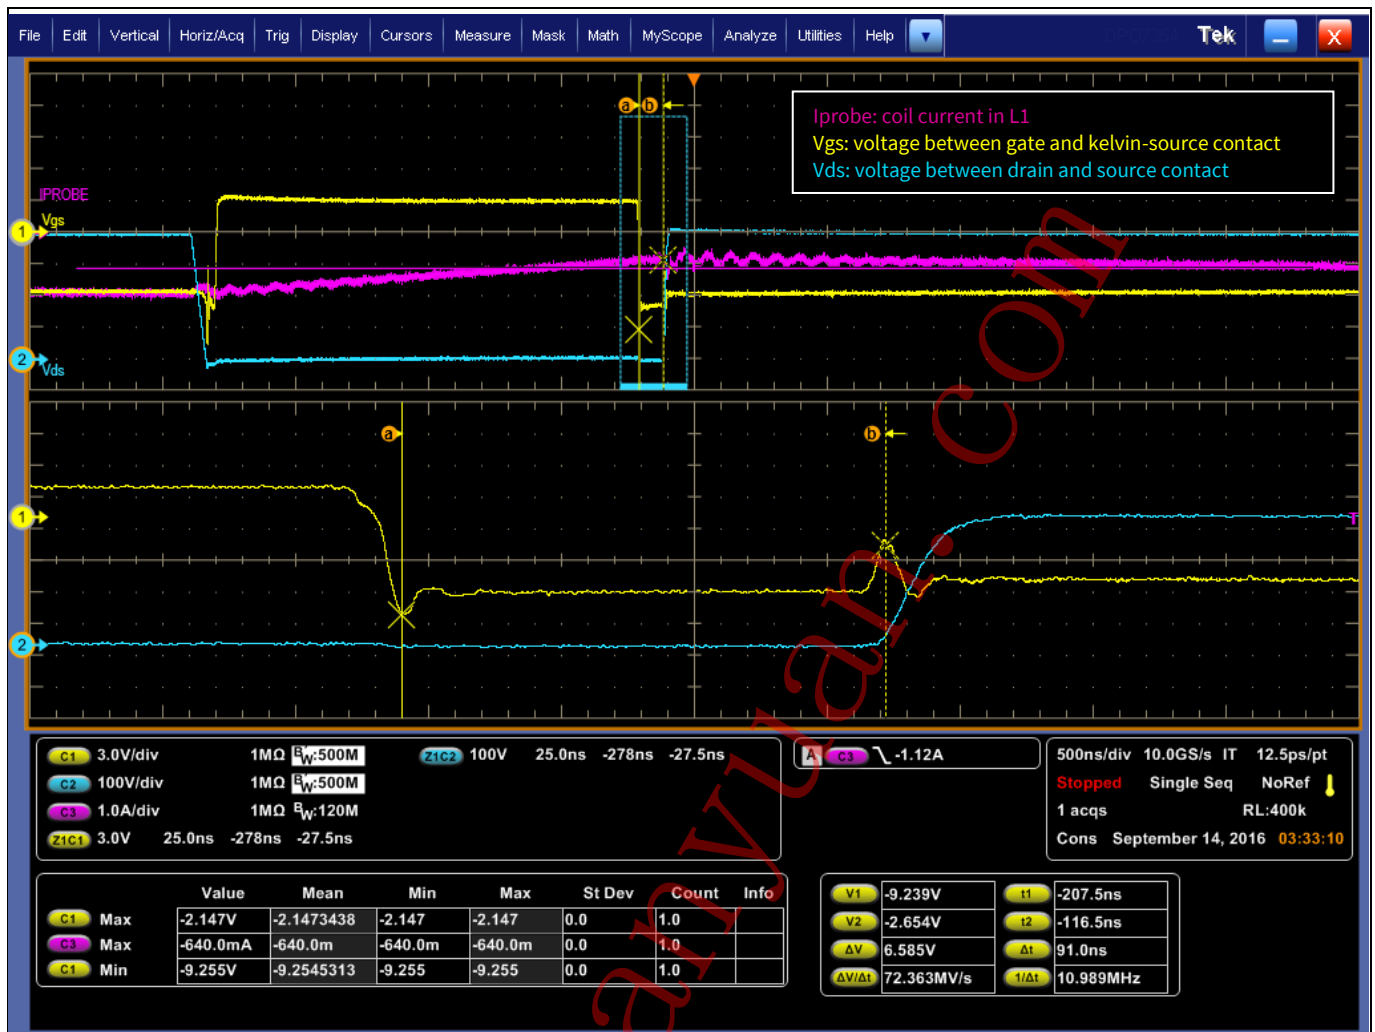 File Edit Vertical Horiz/Acq Trig Display Cursors Measure Mask Math MyScope Analyze Utilities Help Tek X
a b
Iprobe: coil current in L1
Vgs: voltage between gate and kelvin-source contact
Vds: voltage between drain and source contact
IPROBE
Vgs
1
2
Vds
a b
1
T
2
C1 3.0V/div 1MΩ BW:500M
C2 100V/div 1MΩ BW:500M
C3 1.0A/div 1MΩ BW:120M
Z1C1 3.0V 25.0ns -278ns -27.5ns
Z1C2 100V 25.0ns -278ns -27.5ns
A C3 -1.12A
500ns/div 10.0GS/s IT 12.5ps/pt
Stopped Single Seq NoRef
1 acqs RL:400k
Cons September 14, 2016 03:33:10
Value Mean Min Max St Dev Count Info
C1 Max -2.147V -2.1473438 -2.147 -2.147 0.0 1.0
C3 Max -640.0mA -640.0m -640.0m -640.0m 0.0 1.0
C1 Min -9.255V -9.2545313 -9.255 -9.255 0.0 1.0
V1 -9.239V t1 -207.5ns
V2 -2.654V t2 -116.5ns
ΔV 6.585V Δt 91.0ns
ΔV/Δt 72.363MV/s 1/Δt 10.989MHz
anyuan.com